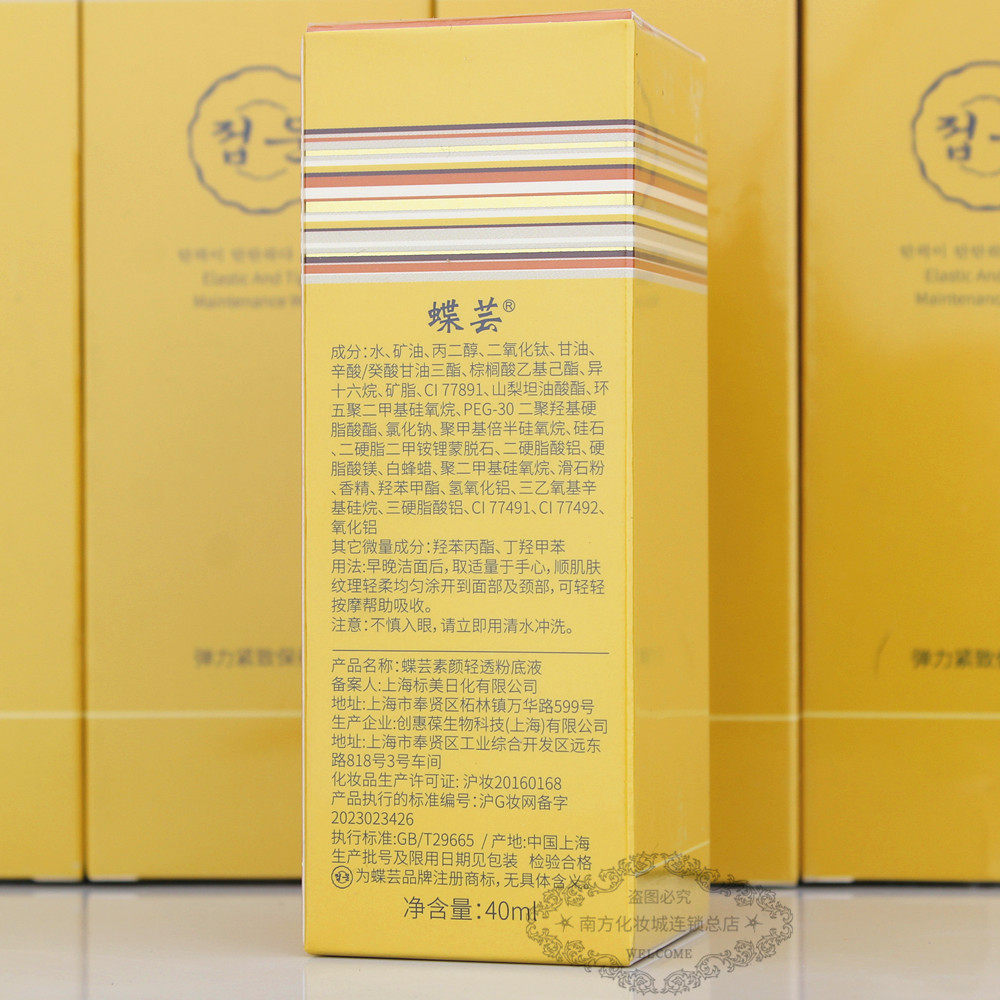 점
점
Elastic And
Maintenance
Elastic And
Maintenance
弹力紧致保
弹力紧致保
蝶芸®
成分:水、矿油、丙二醇、二氧化钛、甘油、
辛酸/癸酸甘油三酯、棕榈酸乙基己酯、异
十六烷、矿脂、CI 77891、山梨坦油酸酯、环
五聚二甲基硅氧烷、PEG-30 二聚羟基硬
脂酸酯、氯化钠、聚甲基倍半硅氧烷、硅石
、二硬脂二甲铵锂蒙脱石、二硬脂酸铝、硬
脂酸镁、白蜂蜡、聚二甲基硅氧烷、滑石粉
、香精、羟苯甲酯、氢氧化铝、三乙氧基辛
基硅烷、三硬脂酸铝、CI 77491、CI 77492、
氧化铝
其它微量成分:羟苯丙酯、丁羟甲苯
用法:早晚洁面后,取适量于手心,顺肌肤
纹理轻柔均匀涂开到面部及颈部,可轻轻
按摩帮助吸收。
注意:不慎入眼,请立即用清水冲洗。
产品名称:蝶芸素颜轻透粉底液
备案人:上海标美日化有限公司
地址:上海市奉贤区柘林镇万华路599号
生产企业:创惠葆生物科技(上海)有限公司
地址:上海市奉贤区工业综合开发区远东
路818号3号车间
化妆品生产许可证: 沪妆20160168
产品执行的标准编号:沪G妆网备字
2023023426
执行标准:GB/T29665 /产地:中国上海
生产批号及限用日期见包装 检验合格
为蝶芸品牌注册商标,无具体含义。
净含量:40ml
盗图必究
南方化妆城连锁总店
WELCOME